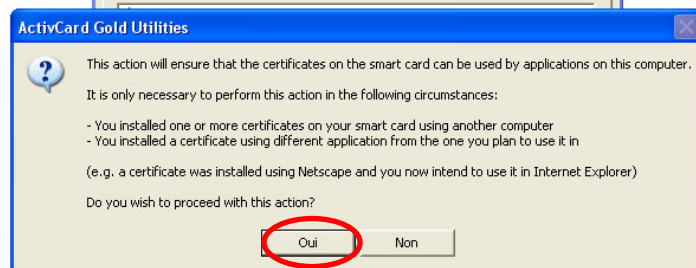 ActivCard Gold Utilities
This action will ensure that the certificates on the smart card can be used by applications on this computer.
It is only necessary to perform this action in the following circumstances:
- You installed one or more certificates on your smart card using another computer
- You installed a certificate using different application from the one you plan to use it in
(e.g. a certificate was installed using Netscape and you now intend to use it in Internet Explorer)
Do you wish to proceed with this action?
Oui Non